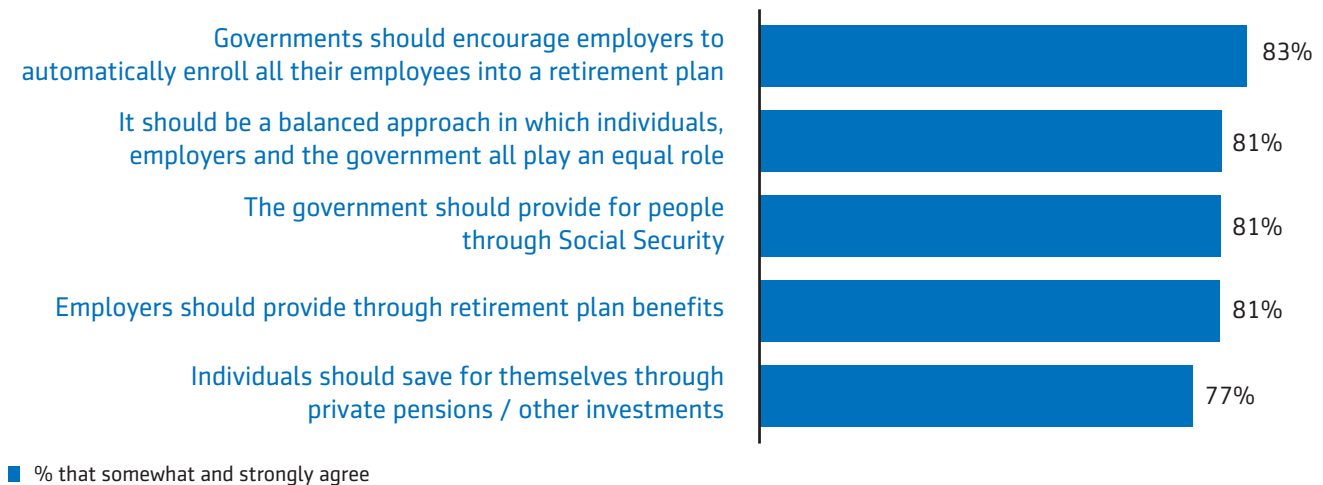 Governments should encourage employers to
automatically enroll all their employees into a retirement plan
83%
It should be a balanced approach in which individuals,
employers and the government all play an equal role
81%
The government should provide for people
through Social Security
81%
Employers should provide through retirement plan benefits
81%
Individuals should save for themselves through
private pensions / other investments
77%
% that somewhat and strongly agree